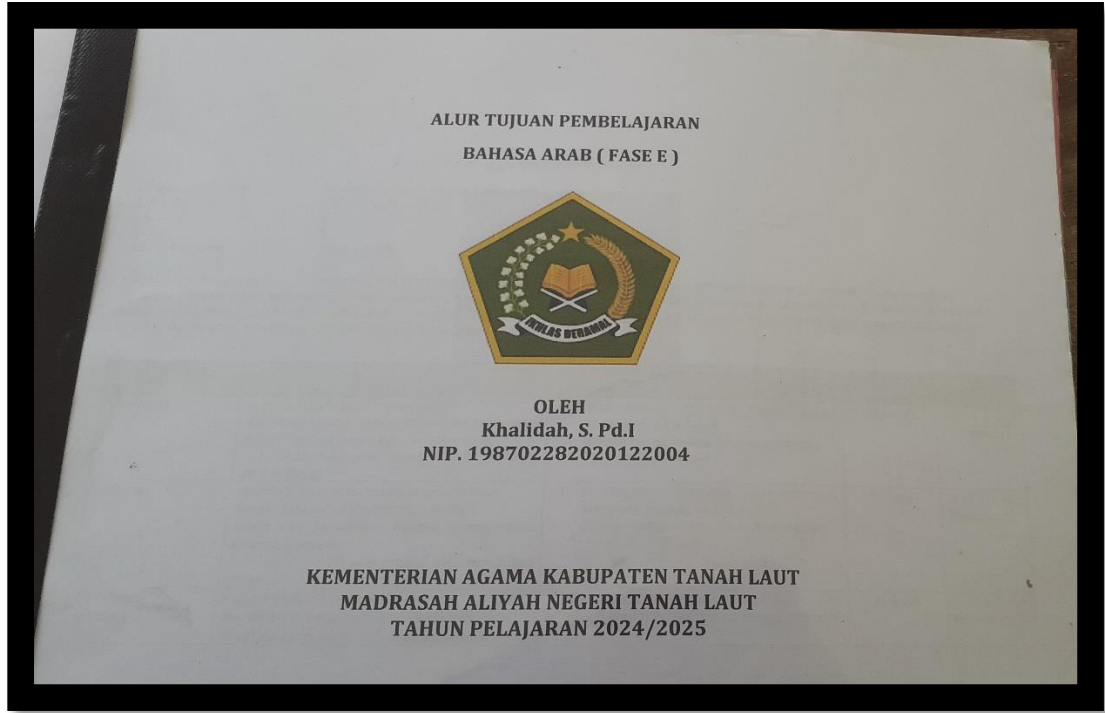 ALUR TUJUAN PEMBELAJARAN
BAHASA ARAB ( FASE E )
IKHLAS BERAMAL
OLEH
Khalidah, S. Pd.I
NIP. 198702282020122004
KEMENTERIAN AGAMA KABUPATEN TANAH LAUT
MADRASAH ALIYAH NEGERI TANAH LAUT
TAHUN PELAJARAN 2024/2025